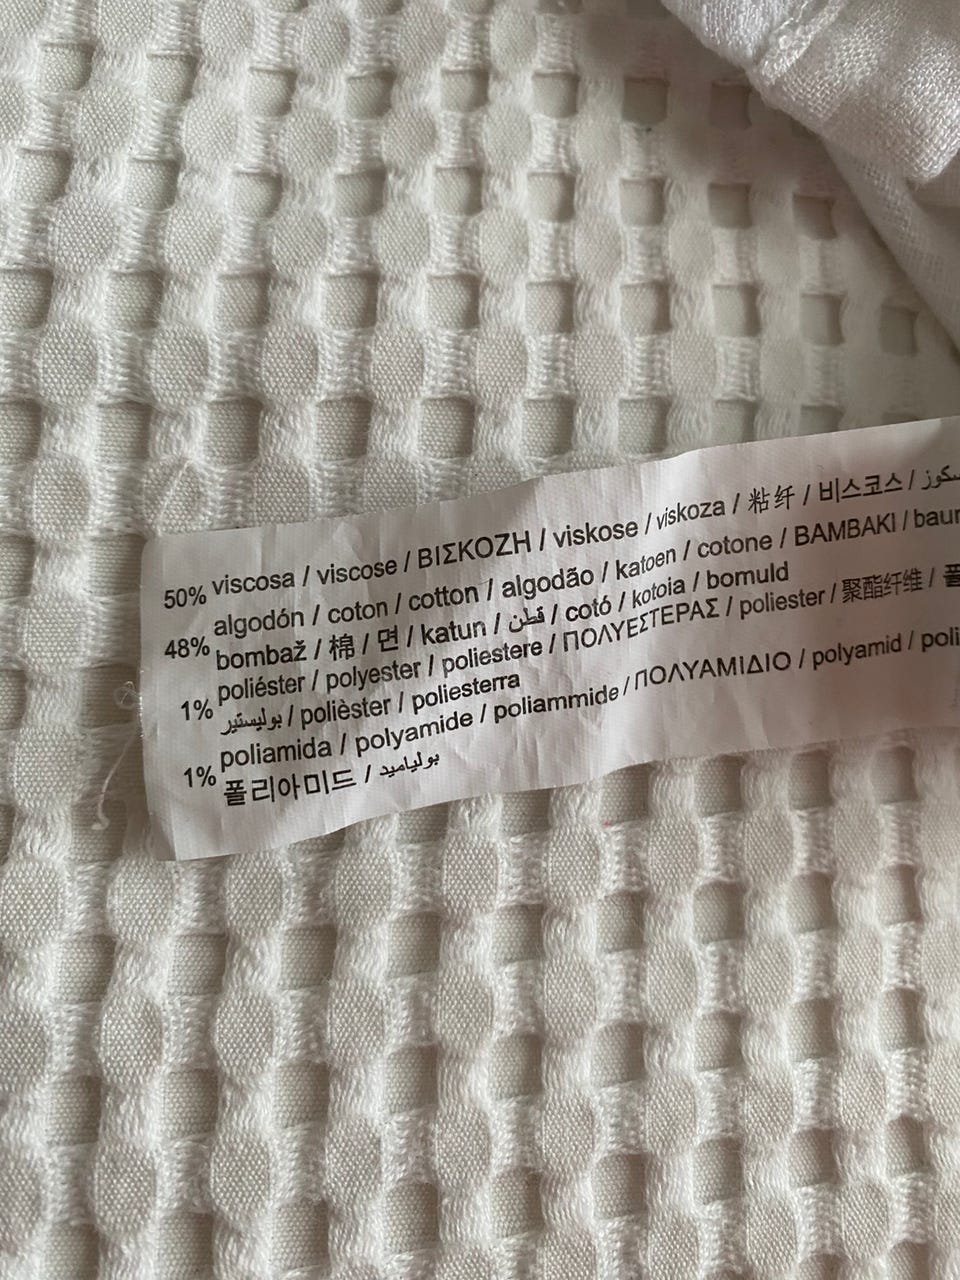 50% viscosa / viscose / ΒΙΣΚΟΖΗ / viskose / viskoza / 粘纤 / 비스코스 /
48% algodón / coton / cotton / algodão / katoen / cotone / BAMBAKI /
bombaž / 棉 / 면 / katun / قطن / cotó / kotoia / bomuld
1% poliéster / polyester / poliestere / ΠΟΛΥΕΣΤΕΡΑΣ / poliester / 聚酯纤维 /
بوليستير / polièster / poliesterra
1% poliamida / polyamide / poliammide / ΠΟΛΥΑΜΙΔΙΟ / polyamid /
폴리아미드 / بولياميد